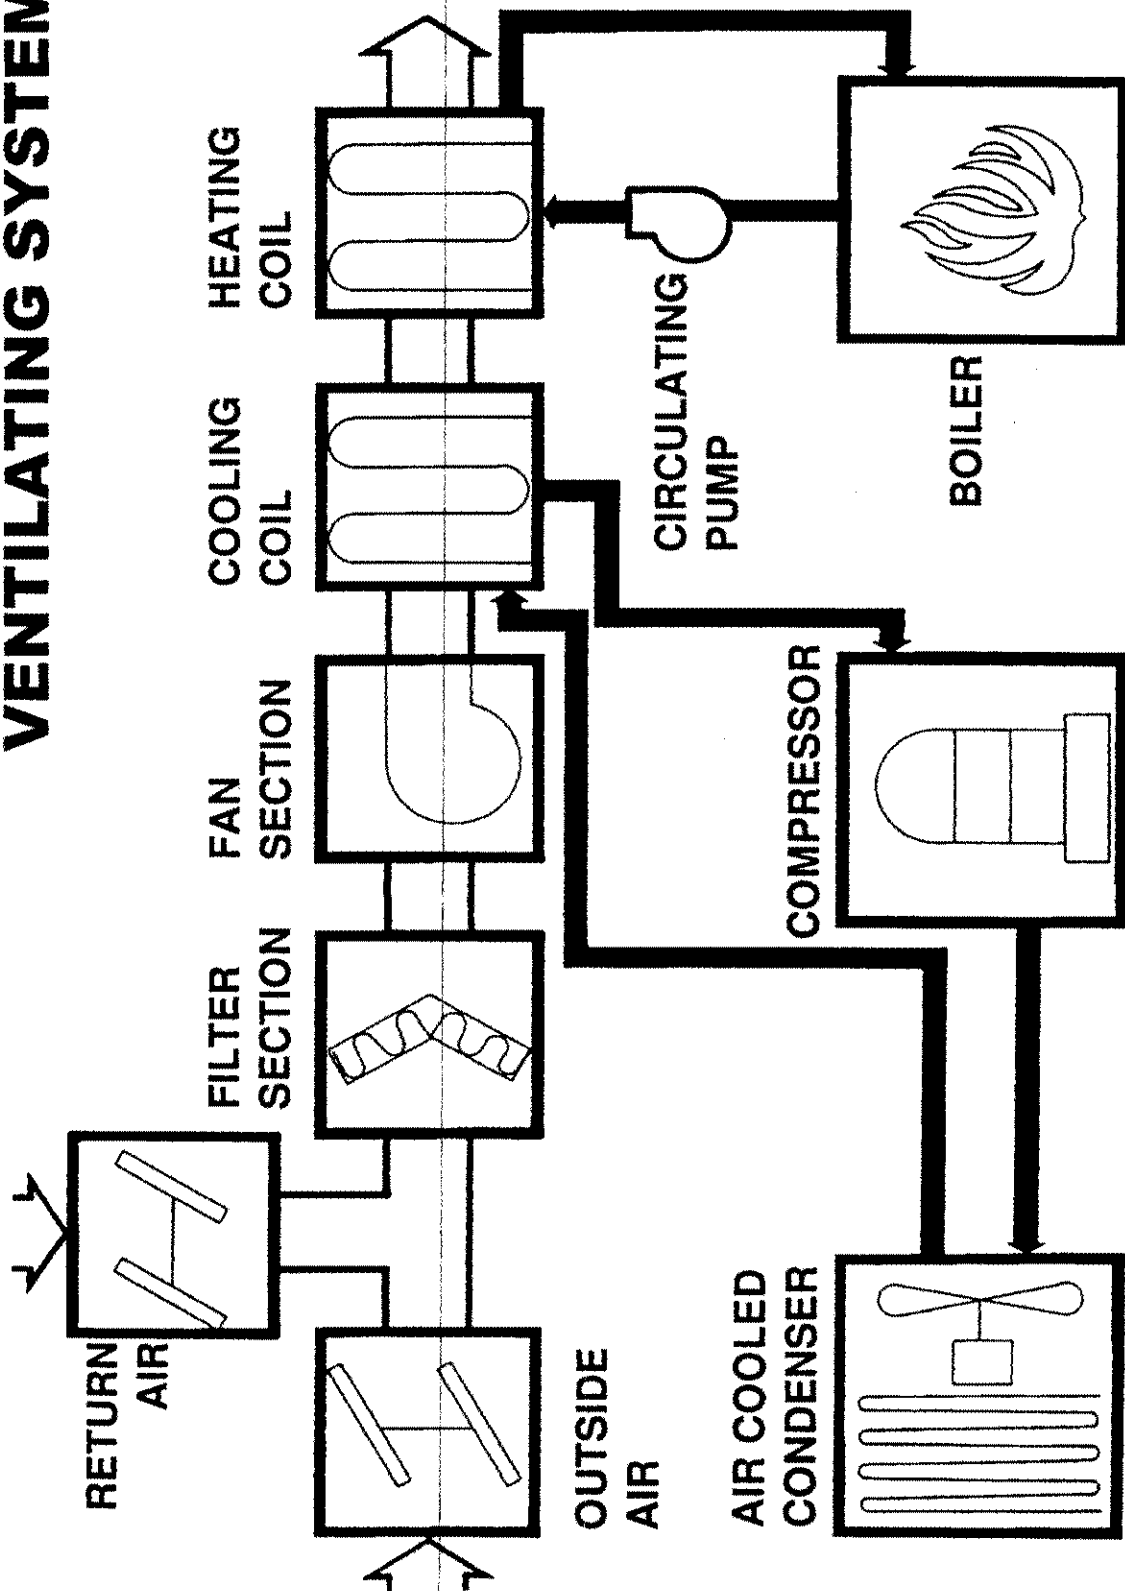 VENTILATING SYSTEM
RETURN
AIR
FILTER
SECTION
FAN
SECTION
COOLING
COIL
HEATING
COIL
OUTSIDE
AIR
CIRCULATING
PUMP
AIR COOLED
CONDENSER
COMPRESSOR
BOILER